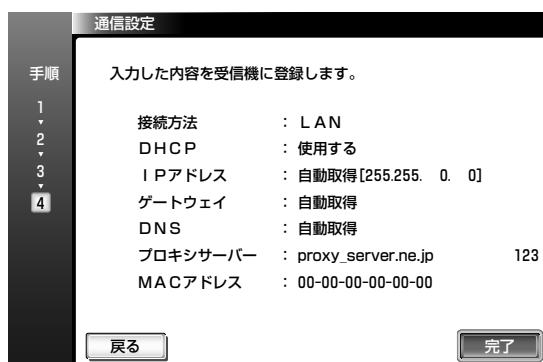 通信設定
手順
1
2
3
4
入力した内容を受信機に登録します。
接続方法 : ＬＡＮ
ＤＨＣＰ : 使用する
ＩＰアドレス : 自動取得[255.255. 0. 0]
ゲートウェイ : 自動取得
ＤＮＳ : 自動取得
プロキシサーバー : proxy_server.ne.jp 123
ＭＡＣアドレス : 00-00-00-00-00-00
戻る
完了